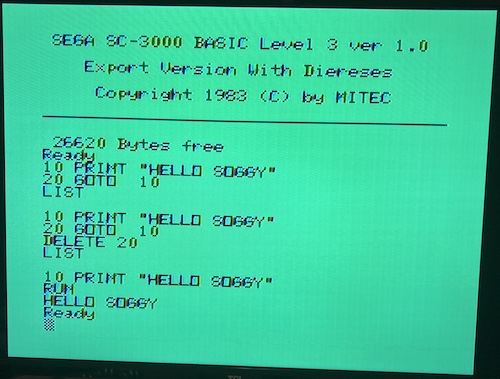 SEGA SC-3000 BASIC Level 3 ver 1.0
Export Version With Diereses
Copyright 1983 (C) by MITEC
26620 Bytes free
Ready
10 PRINT "HELLO SOGGY"
20 GOTO 10
LIST
10 PRINT "HELLO SOGGY"
20 GOTO 10
DELETE 20
LIST
10 PRINT "HELLO SOGGY"
RUN
HELLO SOGGY
Ready